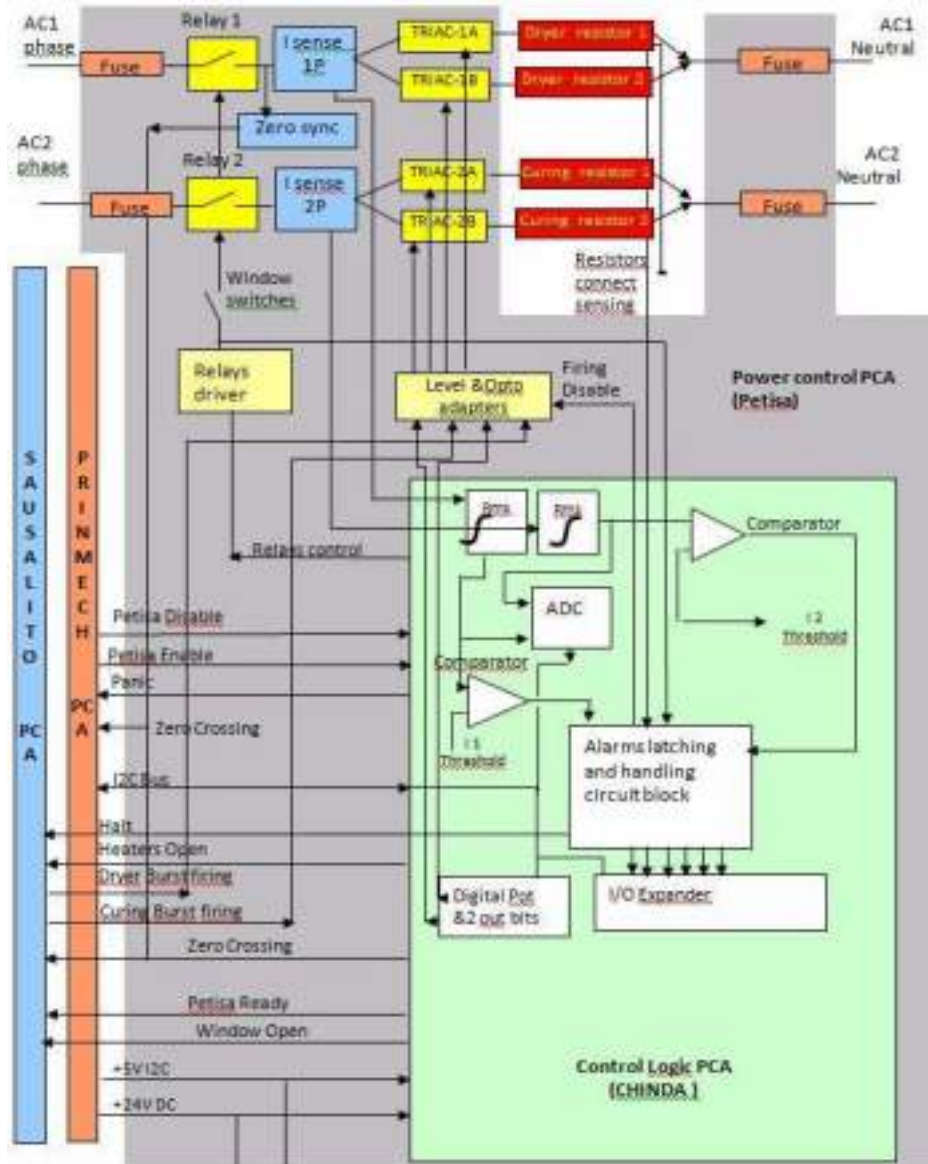 AC1
phase
Fuse
Relay 1
I sense
1P
TRIAC-1A
TRIAC-1B
Dryer resistor 1
Dryer resistor 2
Fuse
AC1
Neutral
Zero sync
AC2
phase
Fuse
Relay 2
I sense
2P
TRIAC-2A
TRIAC-2B
Curing resistor 1
Curing resistor 2
Fuse
AC2
Neutral
Resistors
connect
sensing
Window
switches
Relays
driver
Level &Opto
adapters
Firing
Disable
Power control PCA
(Petisa)
SAUSALITO PCA
PRINMECH PCA
Rms
Rms
Comparator
Relays control
ADC
I 2
Threshold
Petisa Disable
Petisa Enable
Comparator
Panic
Zero Crossing
I 1
Threshold
Alarms latching
and handling
circuit block
I2C Bus
Halt
Heaters Open
Dryer Burst firing
Curing Burst firing
Digital Pot
&2 out bits
I/O Expander
Zero Crossing
Petisa Ready
Window Open
+5V I2C
+24V DC
Control Logic PCA
(CHINDA )